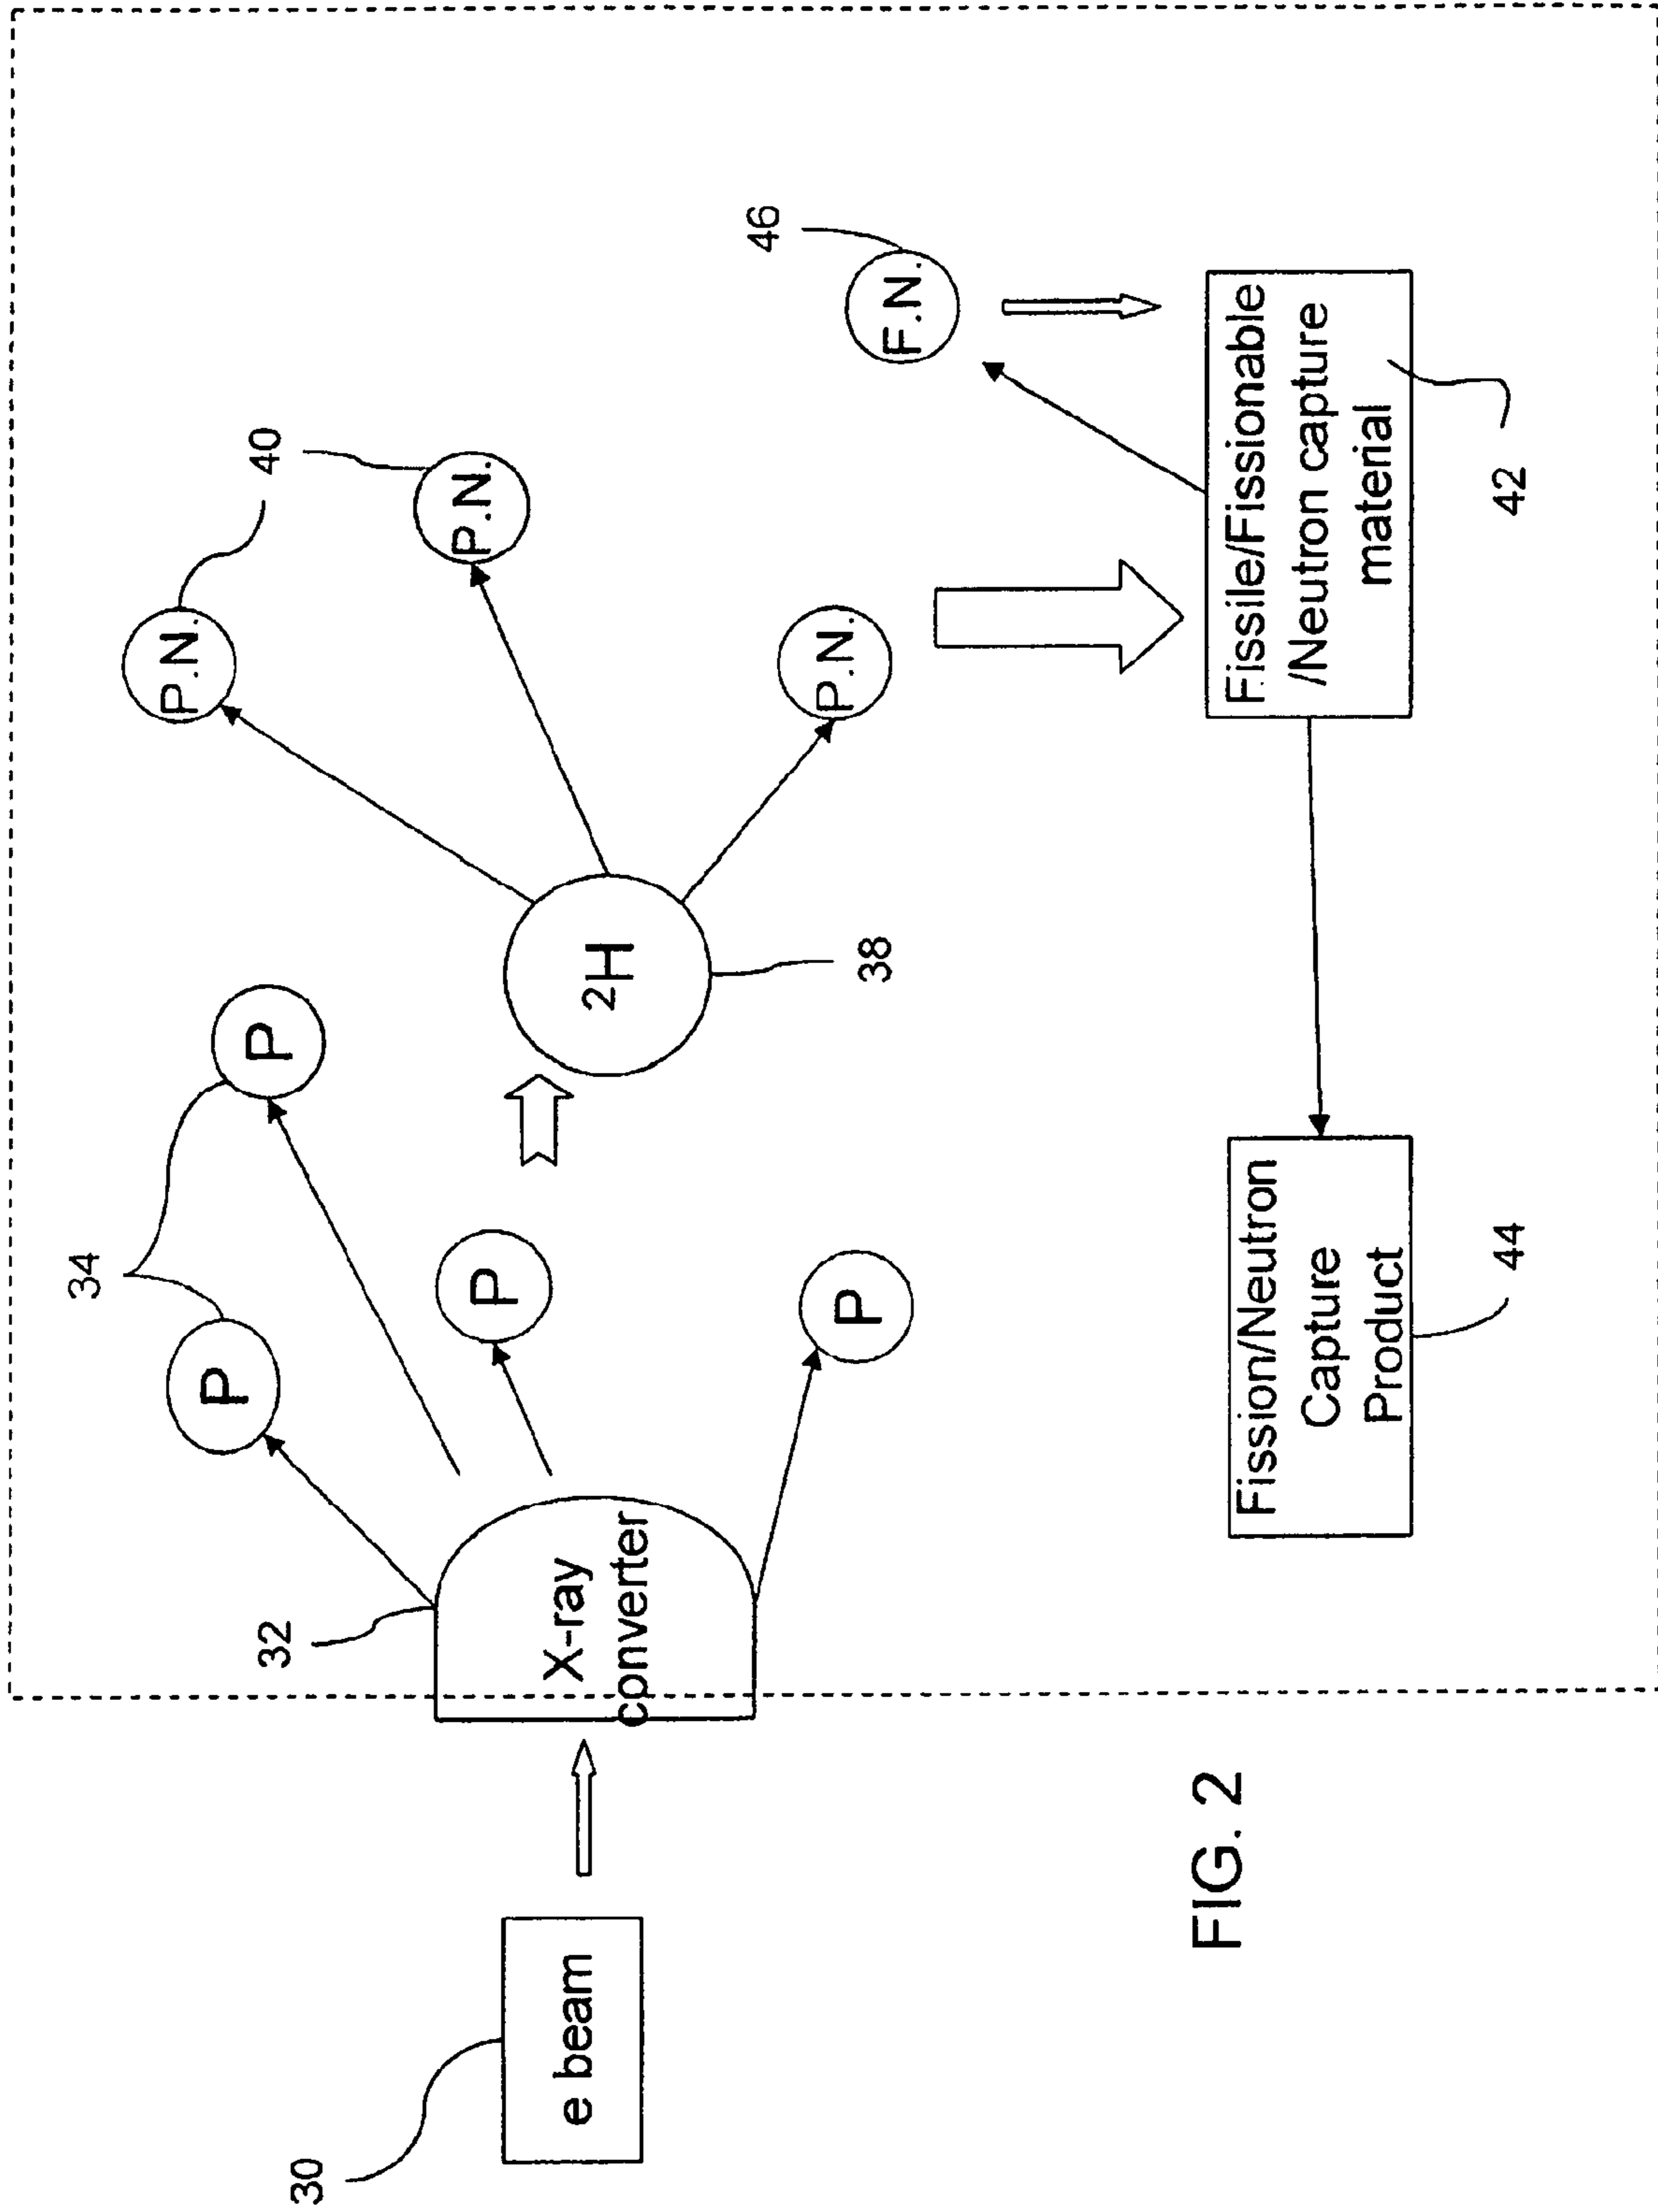 34
P
P
40
P.N.
P.N.
46
32
P
30
e beam
X-ray
converter
2H
P.N.
F.N.
P
38
Fission/Neutron
Capture
Product
Fissile/Fissionable
/Neutron capture
material
44
42
FIG. 2